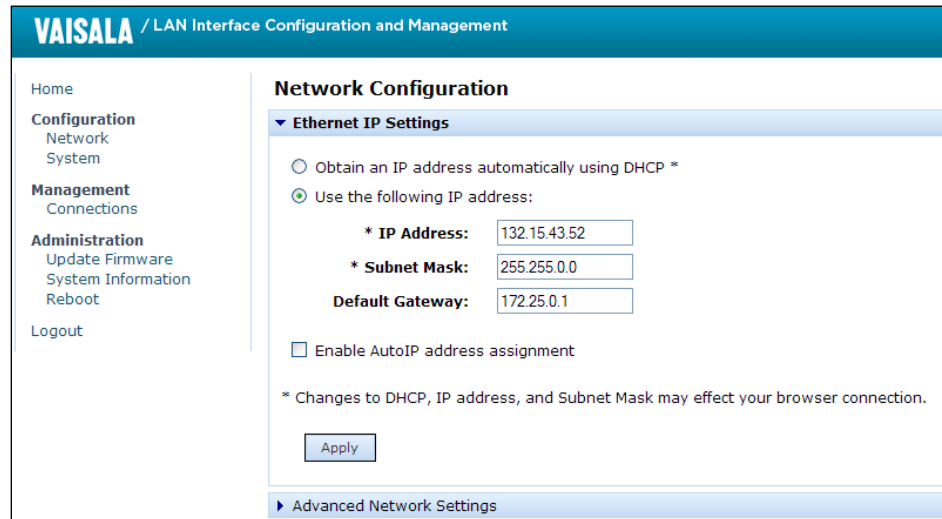 VAISALA / LAN Interface Configuration and Management
Home
Configuration
Network
System
Management
Connections
Administration
Update Firmware
System Information
Reboot
Logout
Network Configuration
Ethernet IP Settings
Obtain an IP address automatically using DHCP *
Use the following IP address:
* IP Address: 132.15.43.52
* Subnet Mask: 255.255.0.0
Default Gateway: 172.25.0.1
Enable AutoIP address assignment
* Changes to DHCP, IP address, and Subnet Mask may effect your browser connection.
Apply
Advanced Network Settings